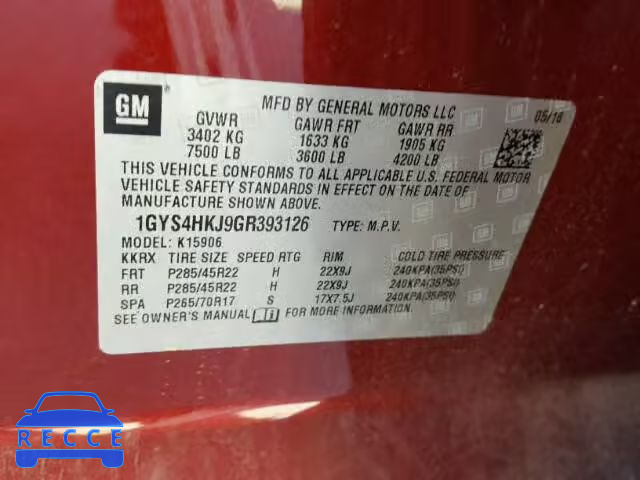 GM
MFD BY GENERAL MOTORS LLC
05/16
GVWR GAWR FRT GAWR RR
3402 KG 1633 KG 1905 KG
7500 LB 3600 LB 4200 LB
THIS VEHICLE CONFORMS TO ALL APPLICABLE U.S. FEDERAL MOTOR
VEHICLE SAFETY STANDARDS IN EFFECT ON THE DATE OF
MANUFACTURE SHOWN ABOVE.
1GYS4HKJ9GR393126 TYPE: M.P.V.
MODEL: K15906
KKRX TIRE SIZE SPEED RTG RIM COLD TIRE PRESSURE
FRT P285/45R22 H 22X9J 240KPA(35PSI)
RR P285/45R22 H 22X9J 240KPA(35PSI)
SPA P265/70R17 S 17X7.5J 240KPA(35PSI)
SEE OWNER'S MANUAL
RECCE